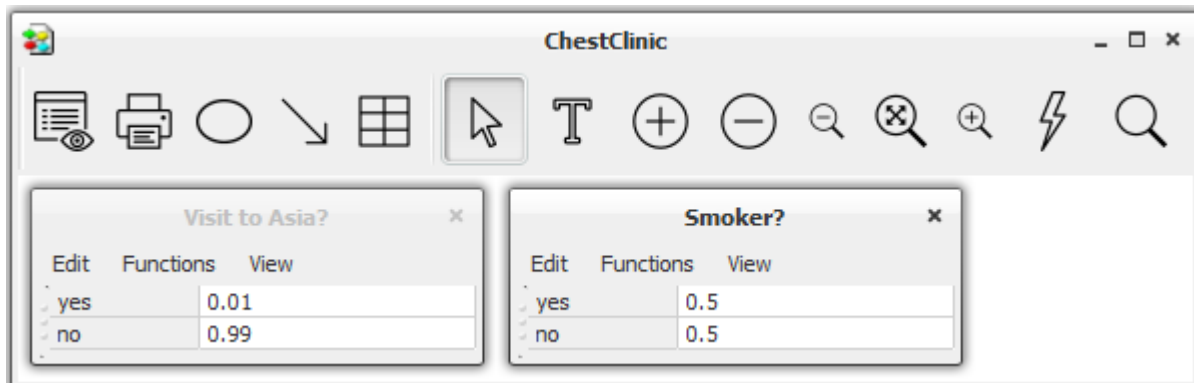 ChestClinic
Visit to Asia?
Edit Functions View
yes 0.01
no 0.99
Smoker?
Edit Functions View
yes 0.5
no 0.5